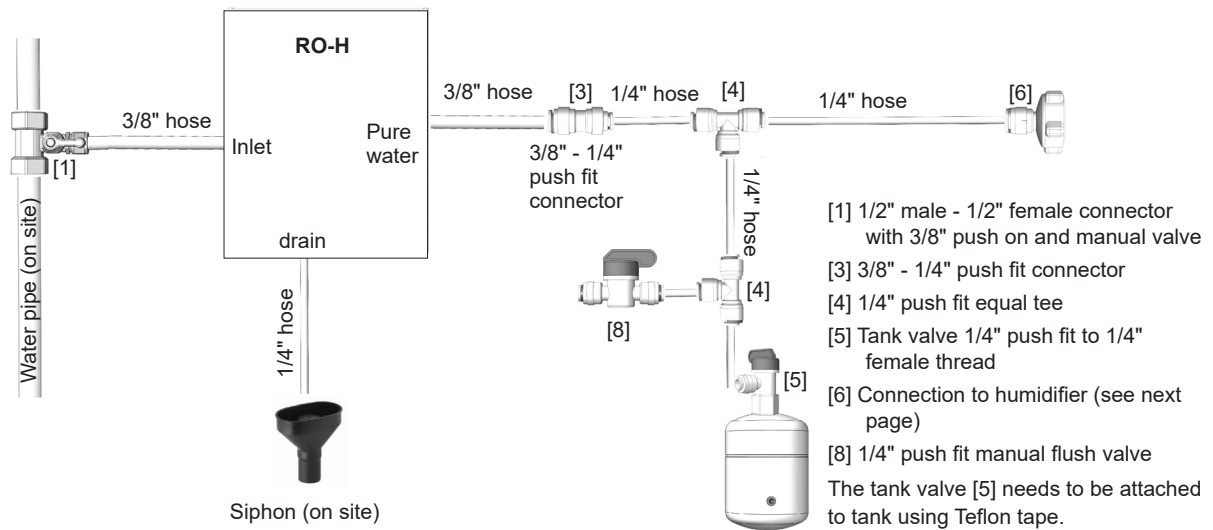 RO-H
3/8" hose
[3]
1/4" hose
[4]
1/4" hose
[6]
3/8" hose
Inlet
Pure
water
[1]
3/8" - 1/4"
push fit
connector
1/4" hose
drain
Water pipe (on site)
1/4" hose
[8]
[4]
[5]
Siphon (on site)
[1] 1/2" male - 1/2" female connector
with 3/8" push on and manual valve
[3] 3/8" - 1/4" push fit connector
[4] 1/4" push fit equal tee
[5] Tank valve 1/4" push fit to 1/4"
female thread
[6] Connection to humidifier (see next
page)
[8] 1/4" push fit manual flush valve
The tank valve [5] needs to be attached
to tank using Teflon tape.